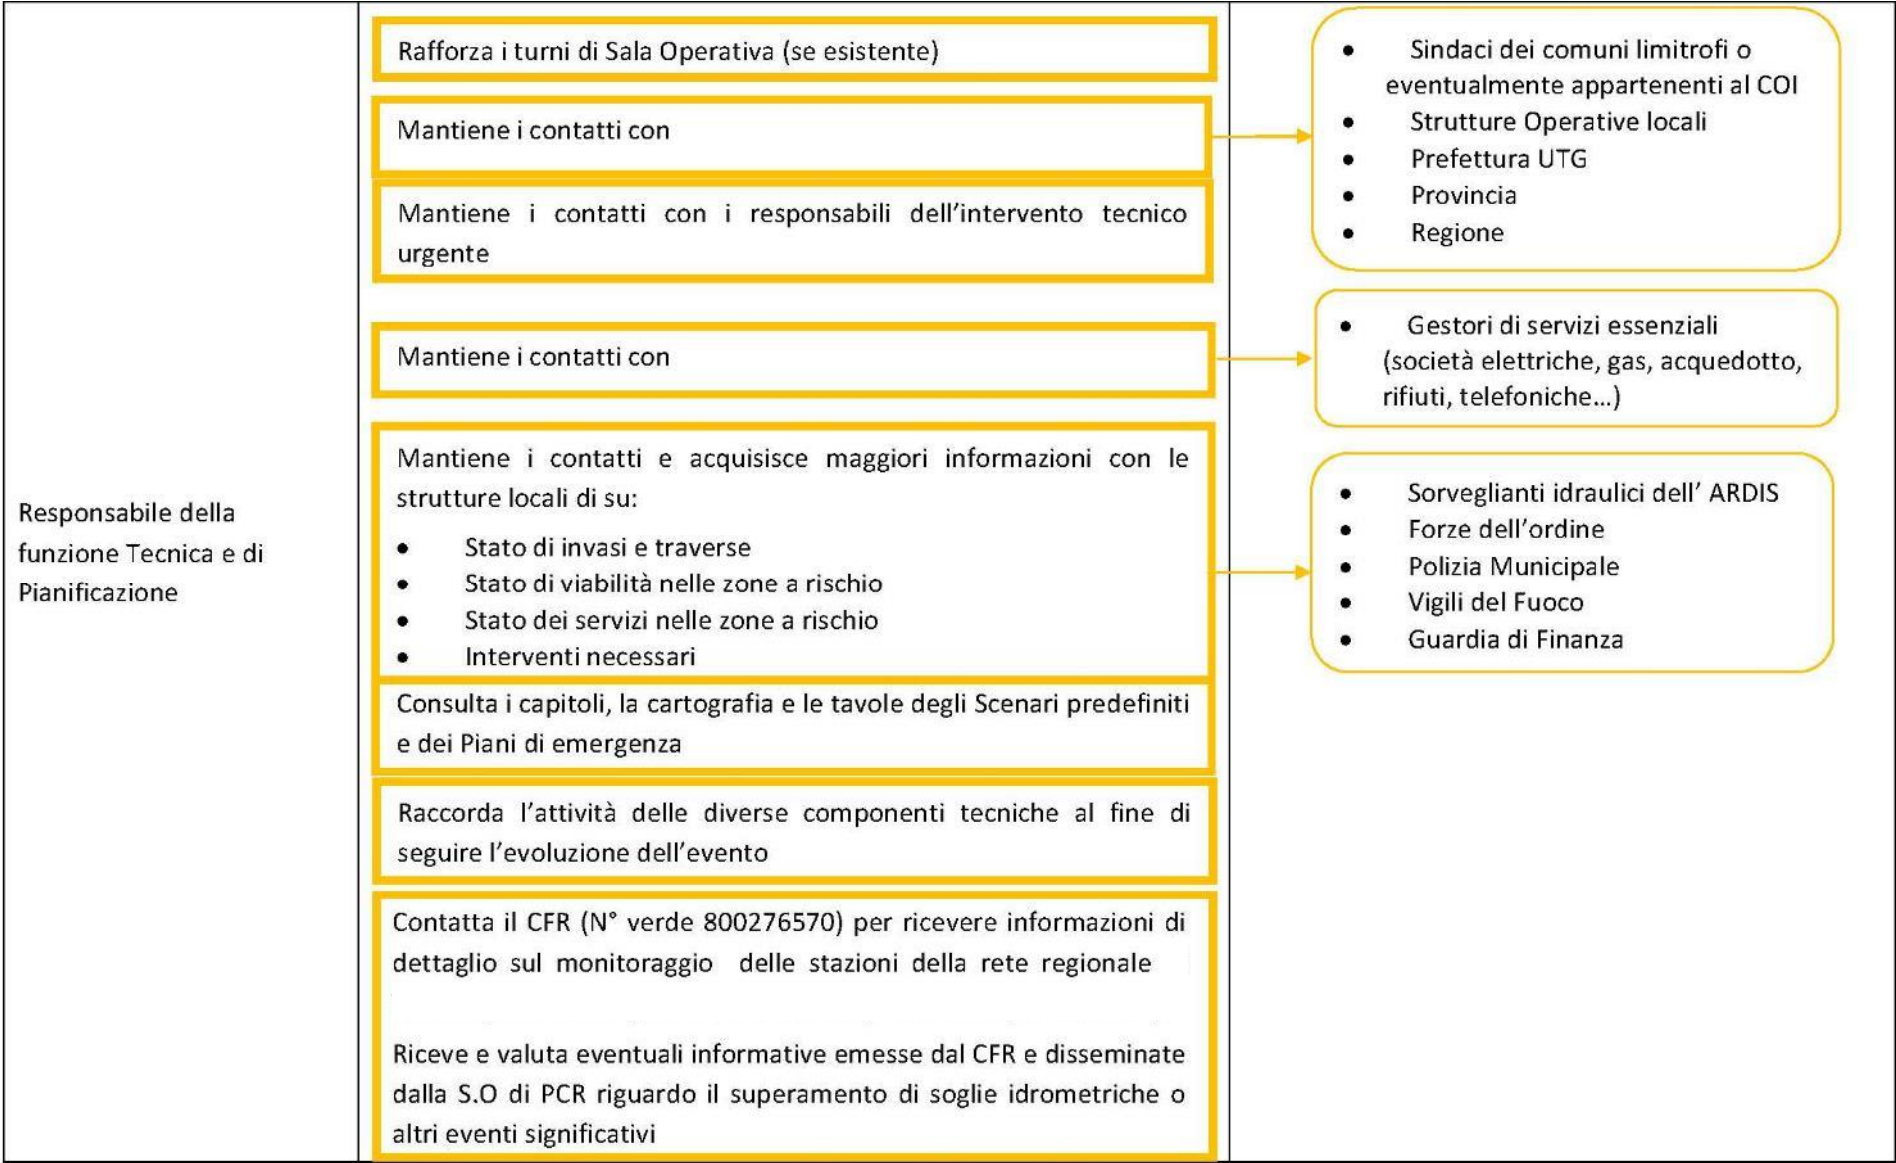 Responsabile della
funzione Tecnica e di
Pianificazione
Rafforza i turni di Sala Operativa (se esistente)
Mantiene i contatti con
Mantiene i contatti con i responsabili dell'intervento tecnico
urgente
Mantiene i contatti con
Mantiene i contatti e acquisisce maggiori informazioni con le
strutture locali di su:
• Stato di invasi e traverse
• Stato di viabilità nelle zone a rischio
• Stato dei servizi nelle zone a rischio
• Interventi necessari
Consulta i capitoli, la cartografia e le tavole degli Scenari predefiniti
e dei Piani di emergenza
Raccorda l'attività delle diverse componenti tecniche al fine di
seguire l'evoluzione dell'evento
Contatta il CFR (N° verde 800276570) per ricevere informazioni di
dettaglio sul monitoraggio delle stazioni della rete regionale
Riceve e valuta eventuali informative emesse dal CFR e disseminate
dalla S.O di PCR riguardo il superamento di soglie idrometriche o
altri eventi significativi
• Sindaci dei comuni limitrofi o
eventualmente appartenenti al COI
• Strutture Operative locali
• Prefettura UTG
• Provincia
• Regione
• Gestori di servizi essenziali
(società elettriche, gas, acquedotto,
rifiuti, telefoniche…)
• Sorveglianti idraulici dell' ARDIS
• Forze dell'ordine
• Polizia Municipale
• Vigili del Fuoco
• Guardia di Finanza